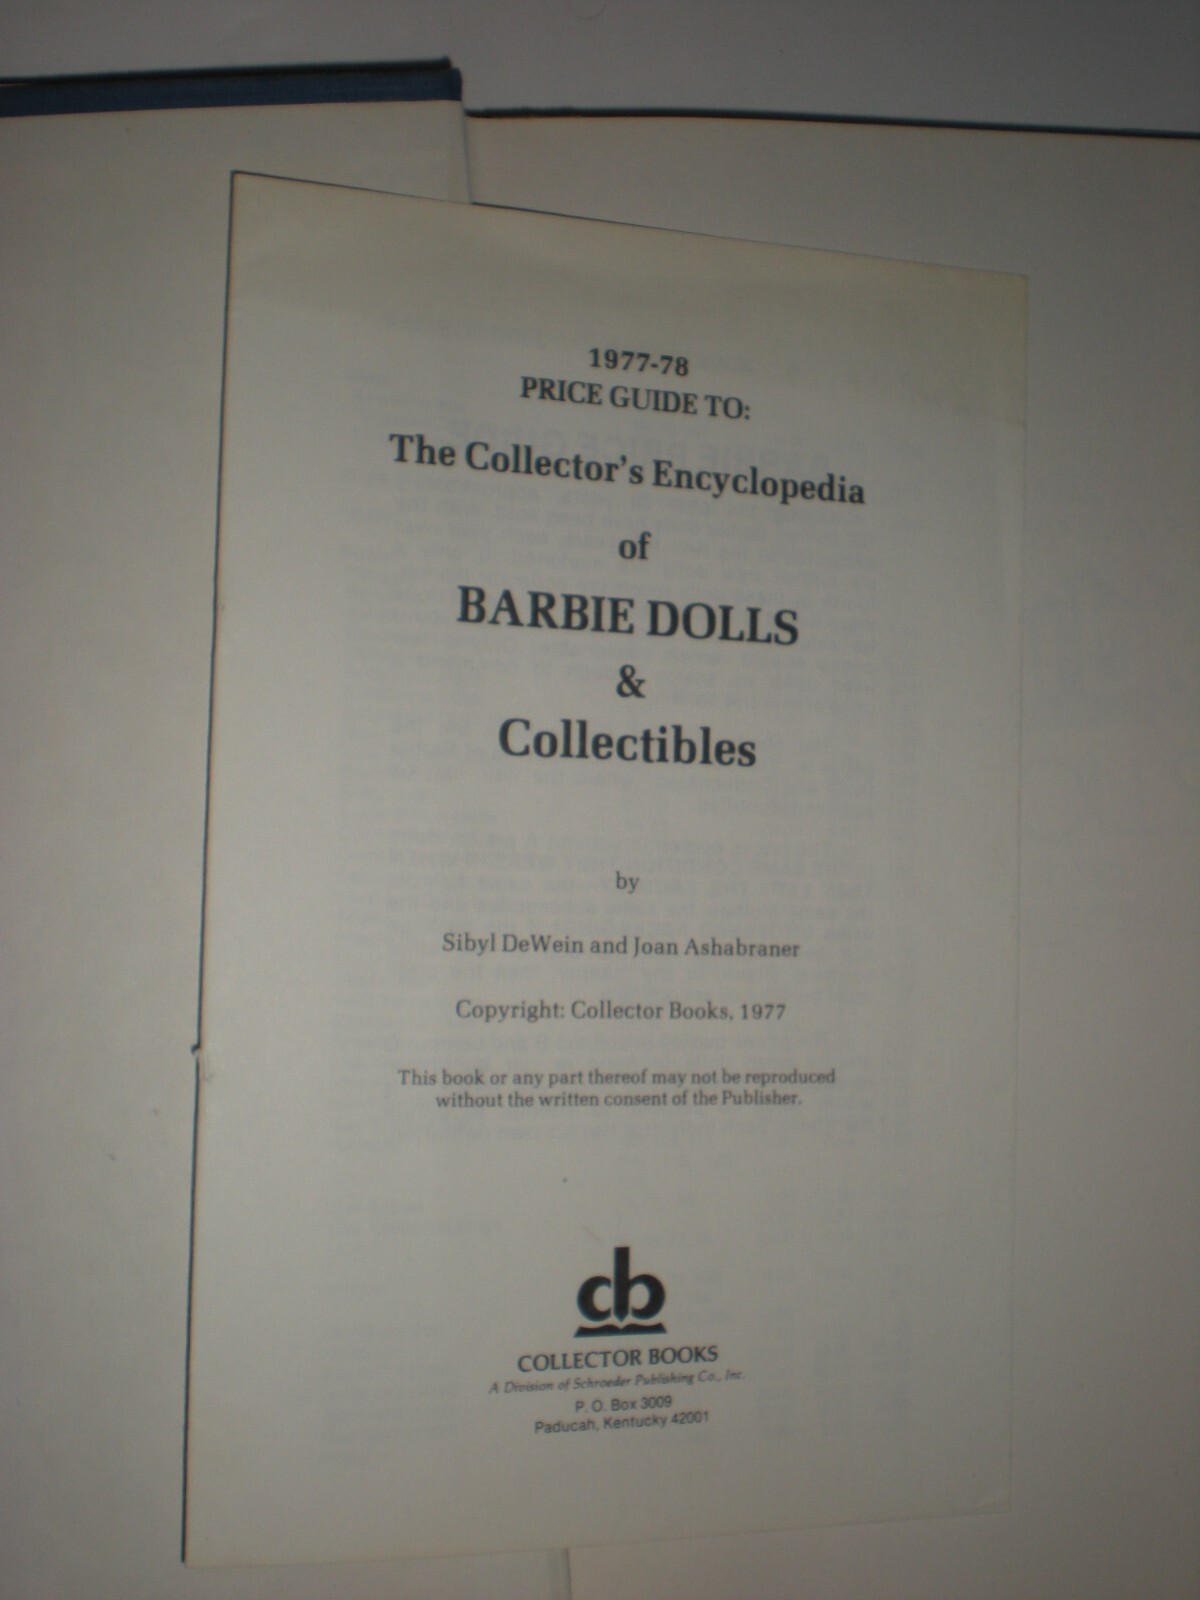 1977-78
PRICE GUIDE TO:
The Collector's Encyclopedia
of
BARBIE DOLLS
&
Collectibles
by
Sibyl DeWein and Joan Ashabraner
Copyright: Collector Books, 1977
This book or any part thereof may not be reproduced
without the written consent of the Publisher.
cb
COLLECTOR BOOKS
A Division of Schroeder Publishing Co., Inc.
P. O. Box 3009
Paducah, Kentucky 42001